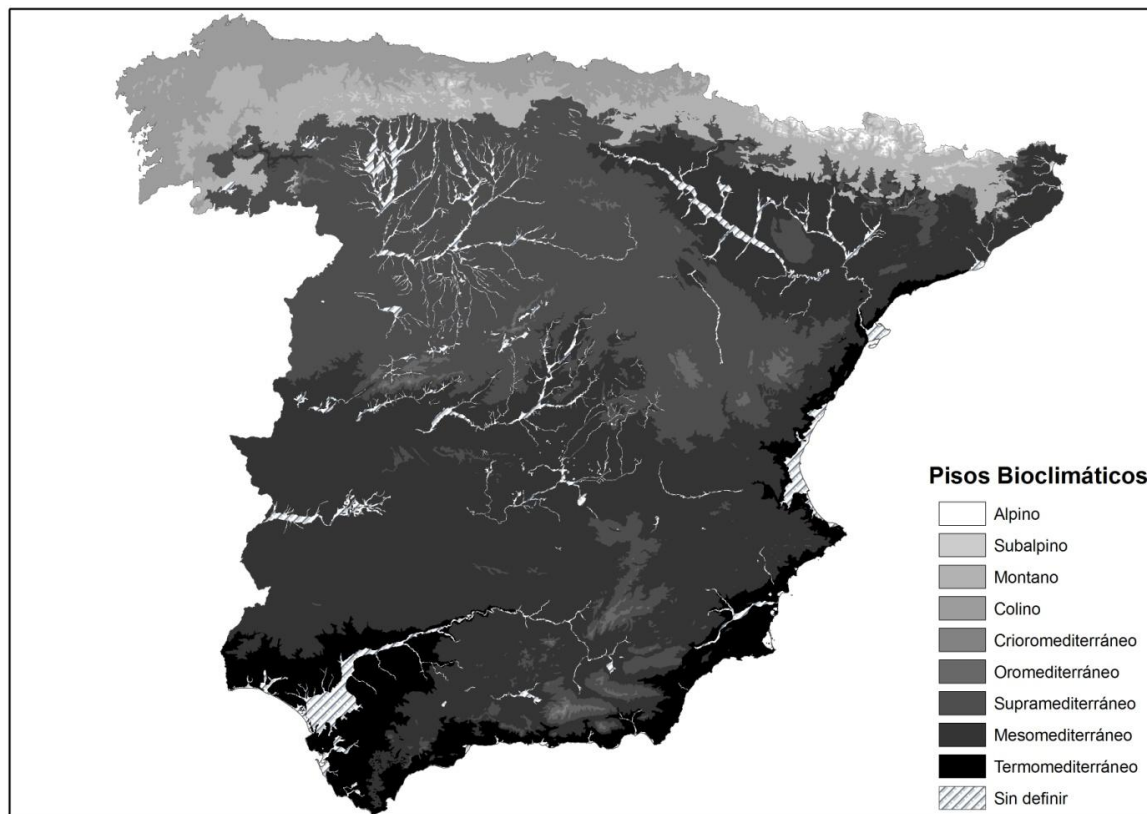 Pisos Bioclimáticos
Alpino
Subalpino
Montano
Colino
Crioromediterráneo
Oromediterráneo
Supramediterráneo
Mesomediterráneo
Termomediterráneo
Sin definir